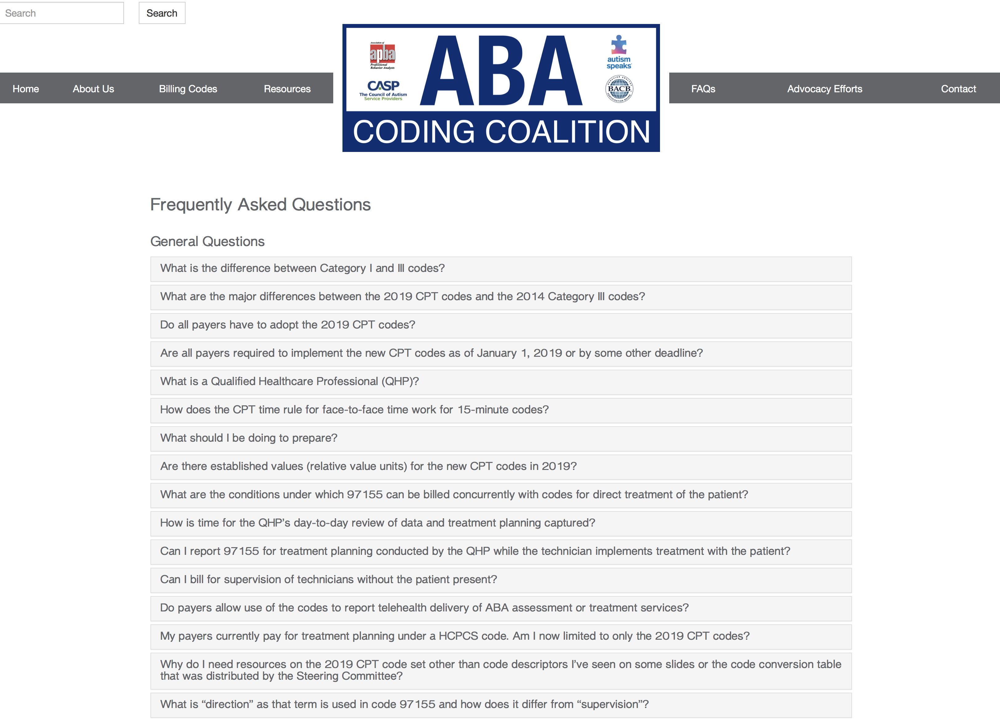 Search
Search
Home
About Us
Billing Codes
Resources
Association of
apba
Professional
Behavior Analysts
CASP
The Council of Autism
Service Providers
ABA
autism
speaks
BEHAVIOR ANALYST
BACB
CERTIFICATION BOARD
CODING COALITION
FAQs
Advocacy Efforts
Contact
Frequently Asked Questions
General Questions
What is the difference between Category I and III codes?
What are the major differences between the 2019 CPT codes and the 2014 Category III codes?
Do all payers have to adopt the 2019 CPT codes?
Are all payers required to implement the new CPT codes as of January 1, 2019 or by some other deadline?
What is a Qualified Healthcare Professional (QHP)?
How does the CPT time rule for face-to-face time work for 15-minute codes?
What should I be doing to prepare?
Are there established values (relative value units) for the new CPT codes in 2019?
What are the conditions under which 97155 can be billed concurrently with codes for direct treatment of the patient?
How is time for the QHP’s day-to-day review of data and treatment planning captured?
Can I report 97155 for treatment planning conducted by the QHP while the technician implements treatment with the patient?
Can I bill for supervision of technicians without the patient present?
Do payers allow use of the codes to report telehealth delivery of ABA assessment or treatment services?
My payers currently pay for treatment planning under a HCPCS code. Am I now limited to only the 2019 CPT codes?
Why do I need resources on the 2019 CPT code set other than code descriptors I’ve seen on some slides or the code conversion table
that was distributed by the Steering Committee?
What is “direction” as that term is used in code 97155 and how does it differ from “supervision”?